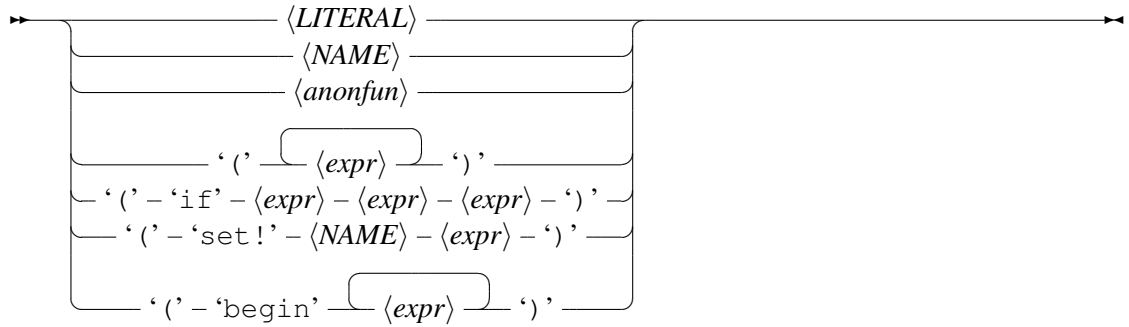 ⟨LITERAL⟩
⟨NAME⟩
⟨anonfun⟩
‘(’ ⟨expr⟩ ‘)’
‘(’ ‘if’ ⟨expr⟩ ⟨expr⟩ ⟨expr⟩ ‘)’
‘(’ ‘set!’ ⟨NAME⟩ ⟨expr⟩ ‘)’
‘(’ ‘begin’ ⟨expr⟩ ‘)’